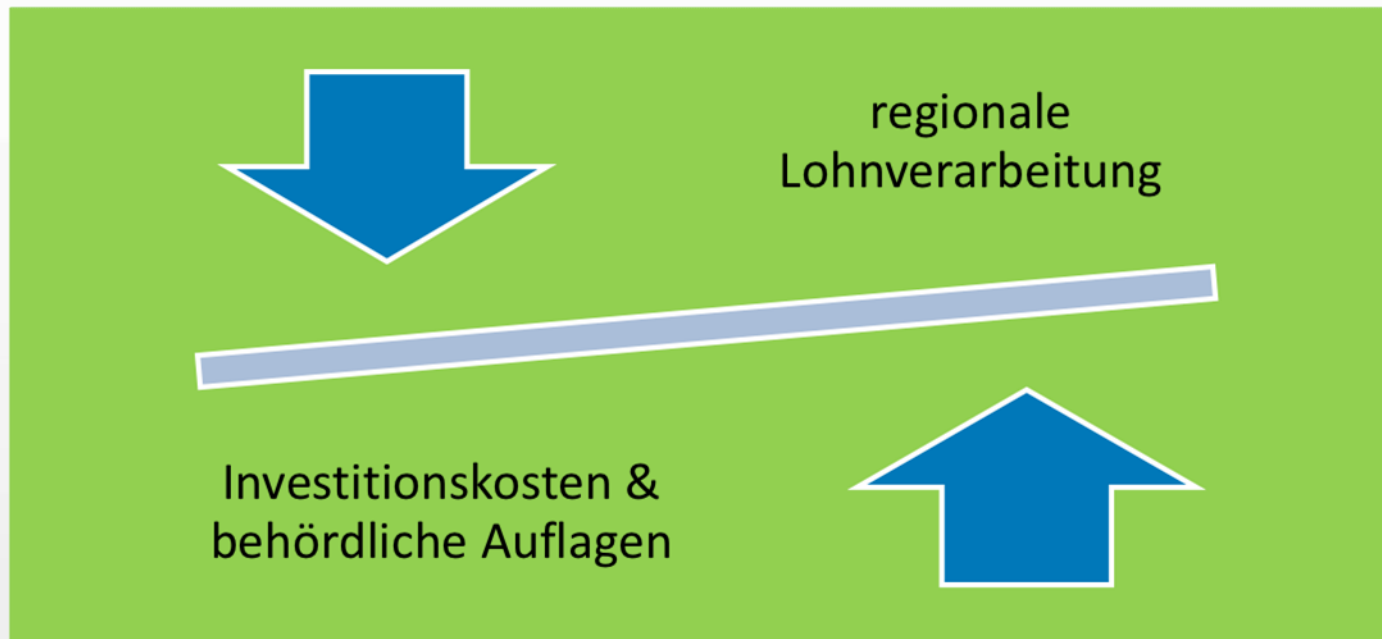 regionale
Lohnverarbeitung
Investitionskosten &
behördliche Auflagen